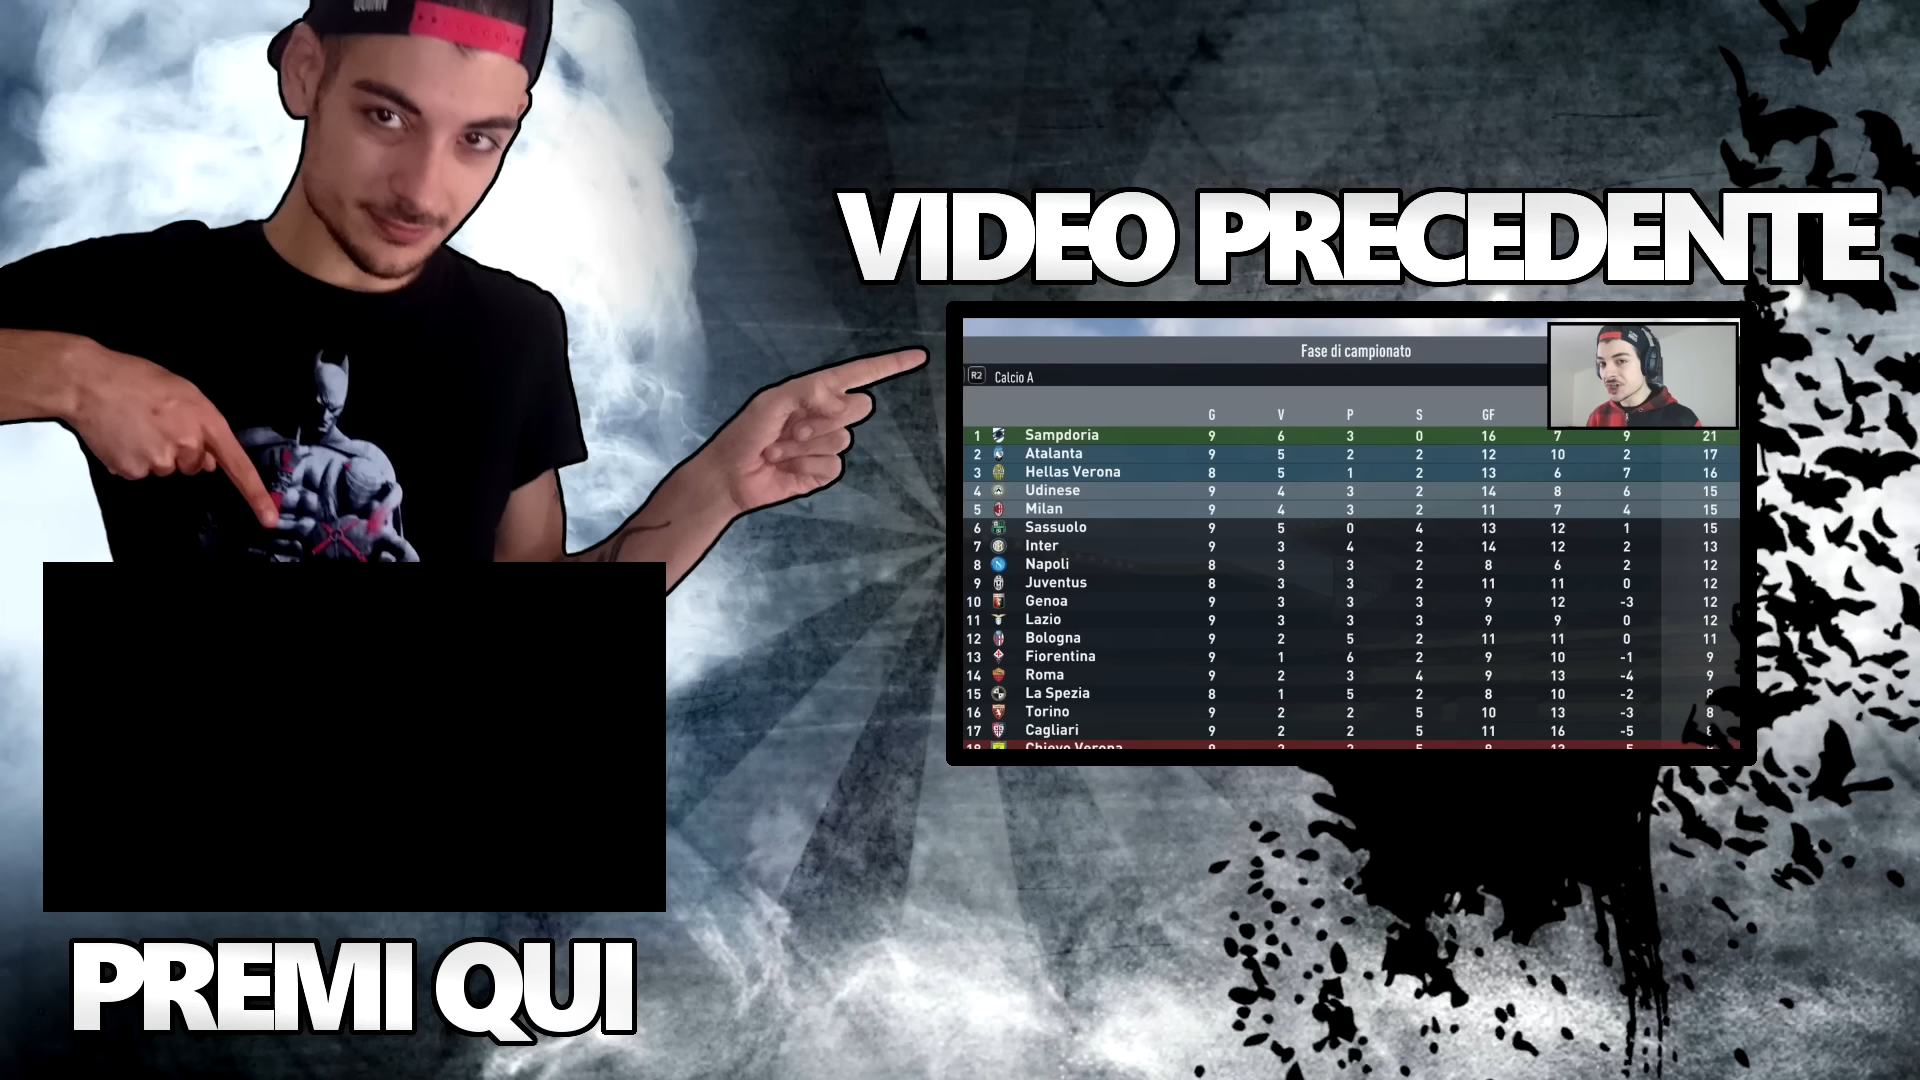 QUINN
VIDEO PRECEDENTE
Fase di campionato
R2 Calcio A
G V P S GF
1 Sampdoria 9 6 3 0 16 7 9 21
2 Atalanta 9 5 2 2 12 10 2 17
3 Hellas Verona 8 5 1 2 13 6 7 16
4 Udinese 9 4 3 2 14 8 6 15
5 Milan 9 4 3 2 11 7 4 15
6 Sassuolo 9 5 0 4 13 12 1 15
7 Inter 9 3 4 2 14 12 2 13
8 Napoli 8 3 3 2 8 6 2 12
9 Juventus 8 3 3 2 11 11 0 12
10 Genoa 9 3 3 3 9 12 -3 12
11 Lazio 9 3 3 3 9 9 0 12
12 Bologna 9 2 5 2 11 11 0 11
13 Fiorentina 9 1 6 2 9 10 -1 9
14 Roma 9 2 3 4 9 13 -4 9
15 La Spezia 8 1 5 2 8 10 -2 8
16 Torino 9 2 2 5 10 13 -3 8
17 Cagliari 9 2 2 5 11 16 -5 8
18 Chievo Verona
PREMI QUI